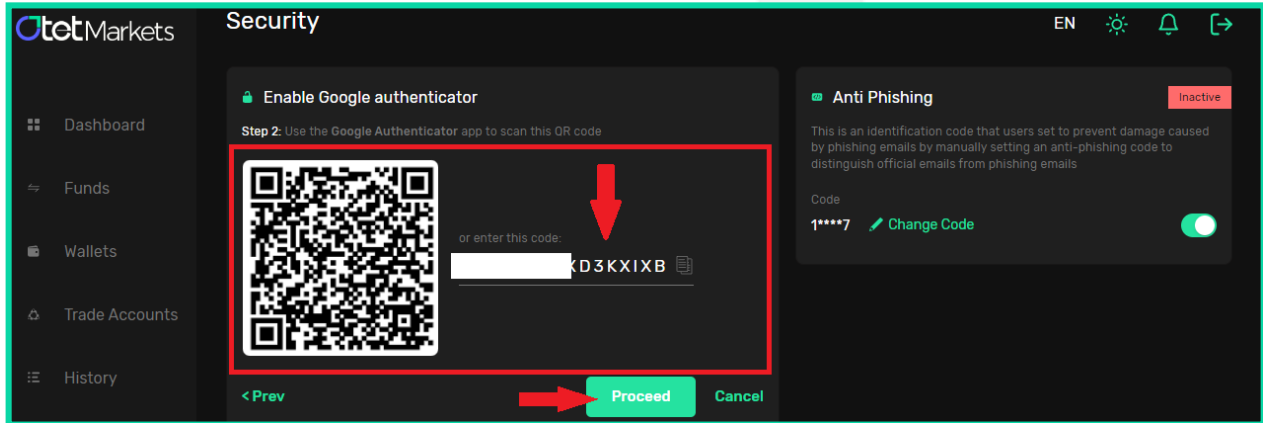 OtetMarkets
Security
EN
Dashboard
Funds
Wallets
Trade Accounts
History
Enable Google authenticator
Step 2: Use the Google Authenticator app to scan this QR code
or enter this code:
XD3KXIXB
< Prev
Proceed
Cancel
Anti Phishing
Inactive
This is an identification code that users set to prevent damage caused
by phishing emails by manually setting an anti-phishing code to
distinguish official emails from phishing emails
Code
1****7
Change Code